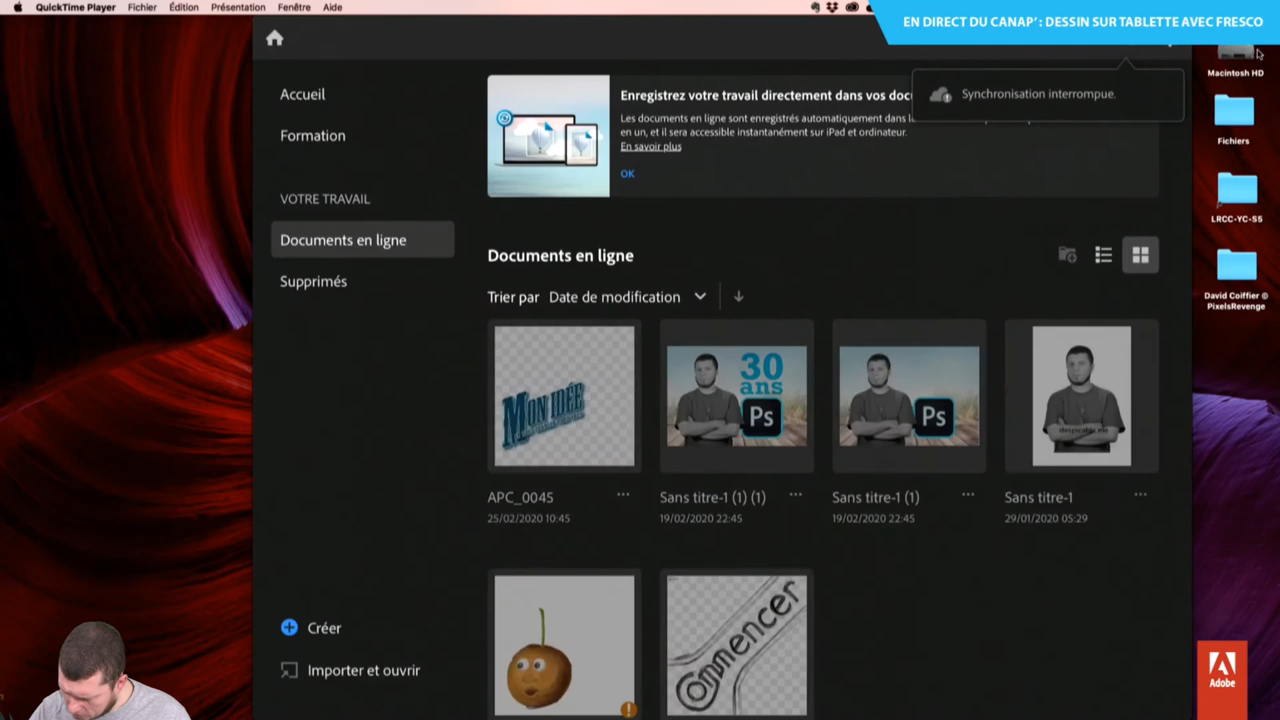 QuickTime Player Fichier Édition Présentation Fenêtre Aide
EN DIRECT DU CANAP' : DESSIN SUR TABLETTE AVEC FRESCO
Macintosh HD
Accueil
Formation
VOTRE TRAVAIL
Documents en ligne
Supprimés
Enregistrez votre travail directement dans vos
Les documents en ligne sont enregistrés automatiquement dans
en un, et il sera accessible instantanément sur iPad et ordinateur.
En savoir plus
OK
Synchronisation interrompue.
Fichiers
LRCC-YC-S5
David Coiffier ©
PixelsRevenge
Documents en ligne
Trier par Date de modification
MON IDÉE
30
ans
Ps
Ps
despicable me
APC_0045
25/02/2020 10:45
Sans titre-1 (1) (1)
19/02/2020 22:45
Sans titre-1 (1)
19/02/2020 22:45
Sans titre-1
29/01/2020 05:29
Commencer
Créer
Importer et ouvrir
Adobe